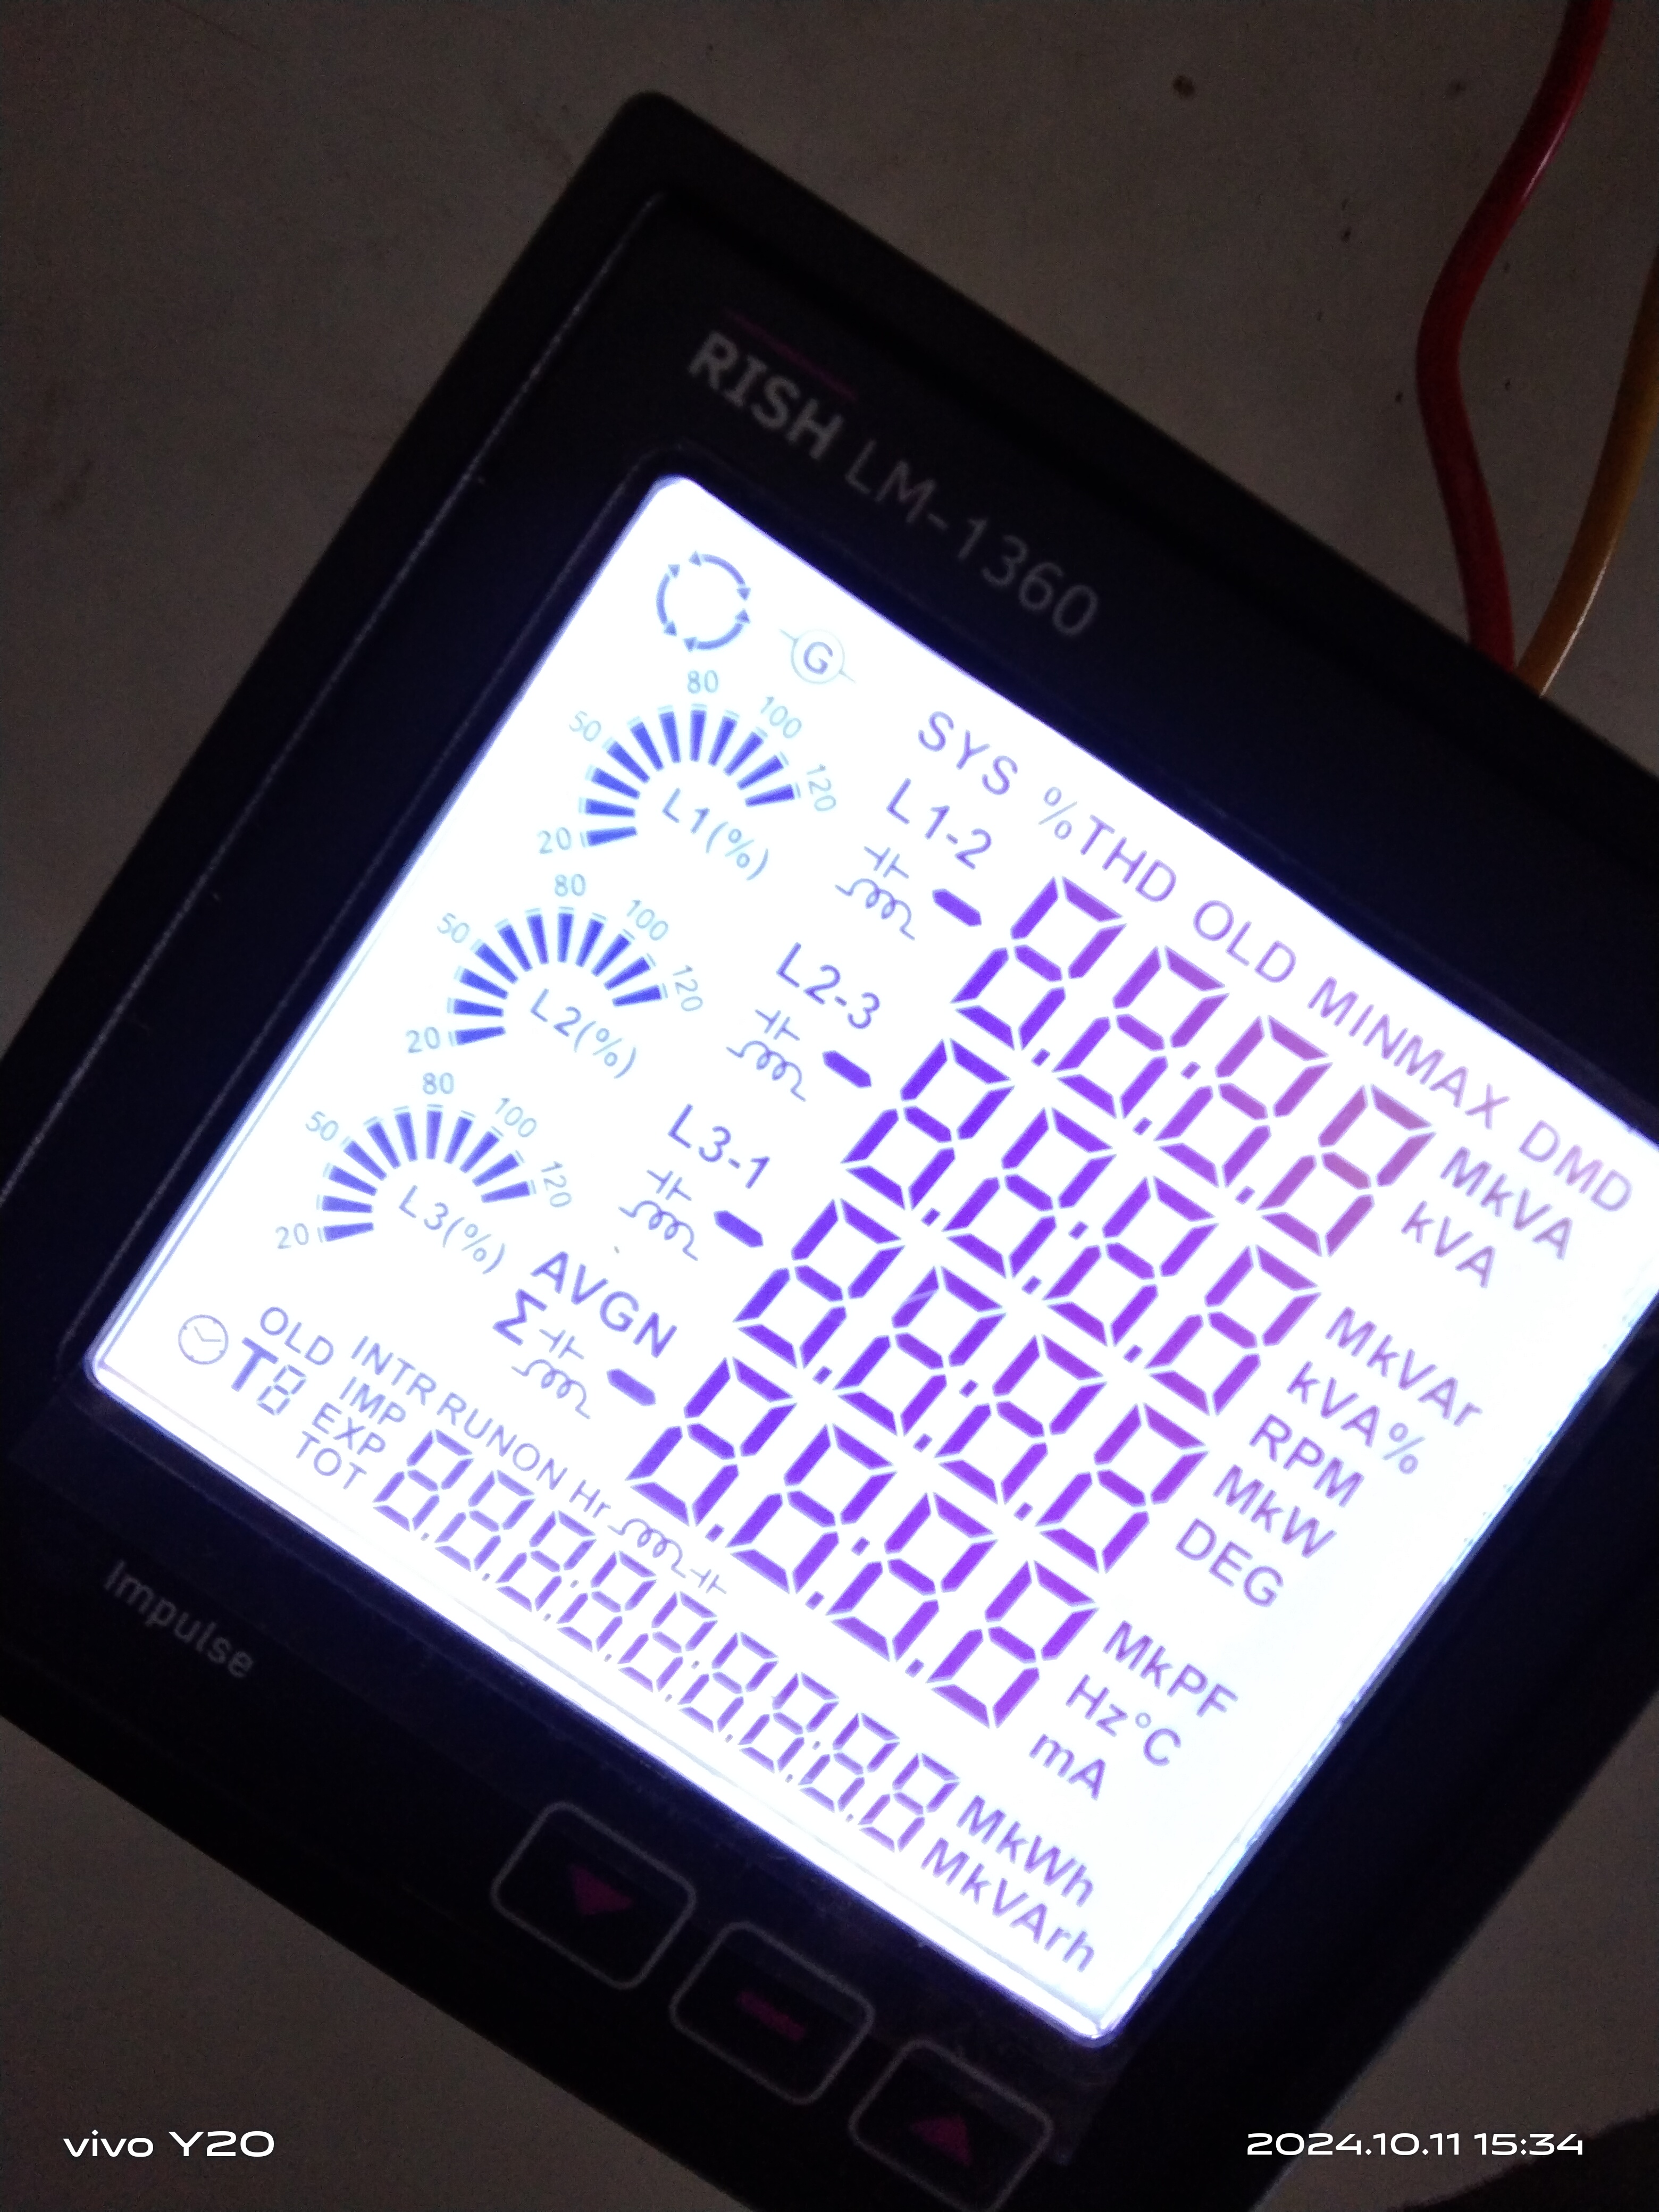 RISH LM-1360
G
SYS %THD OLD MINMAX DMD
50 80 100 120
20 L1(%)
L1-2
-8.8.:8.8
MkVA
kVA
50 80 100 120
20 L2(%)
L2-3
-8.8.:8.8
MkVAr
kVA%
RPM
50 80 100 120
20 L3(%)
L3-1
-8.8.:8.8
MkW
DEG
AVGN
Σ
-8.8.:8.8
MkPF
Hz°C
mA
OLD INTR RUNON Hr
T8 IMP
EXP
TOT
8.8.8.:8.8.:8.8.:8.8
MkWh
MkVArh
Impulse
vivo Y20
2024.10.11 15:34